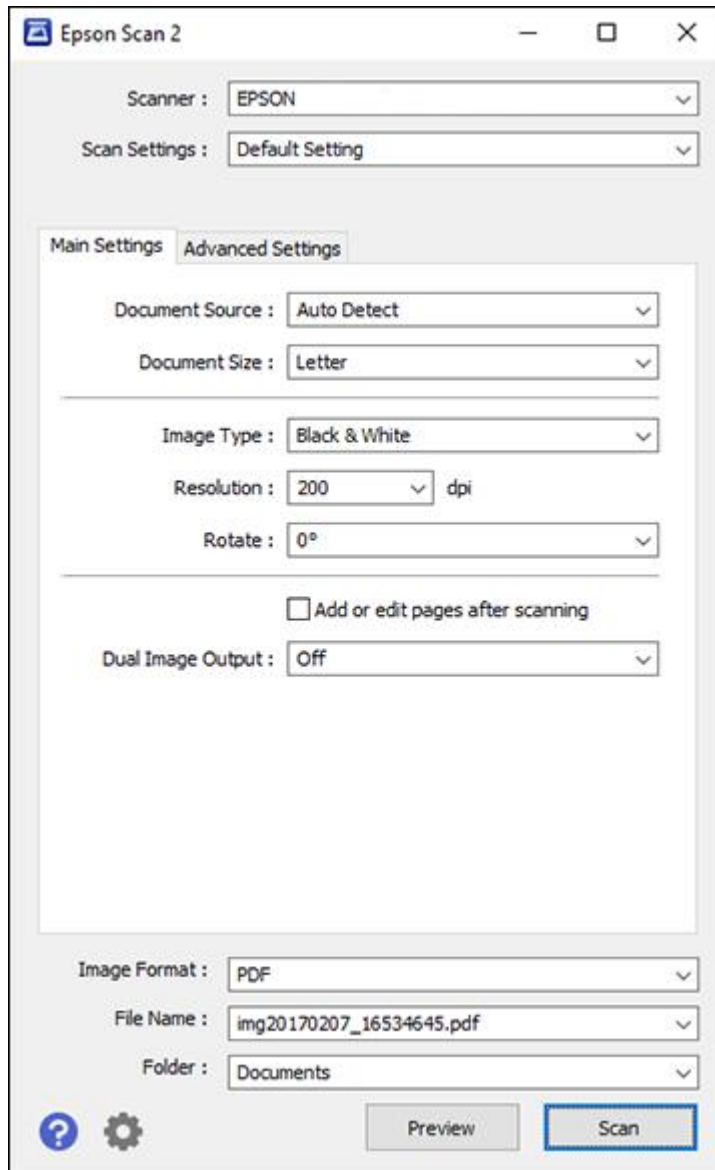 Epson Scan 2
Scanner : EPSON
Scan Settings : Default Setting
Main Settings Advanced Settings
Document Source : Auto Detect
Document Size : Letter
Image Type : Black & White
Resolution : 200 dpi
Rotate : 0°
Add or edit pages after scanning
Dual Image Output : Off
Image Format : PDF
File Name : img20170207_16534645.pdf
Folder : Documents
? Preview Scan